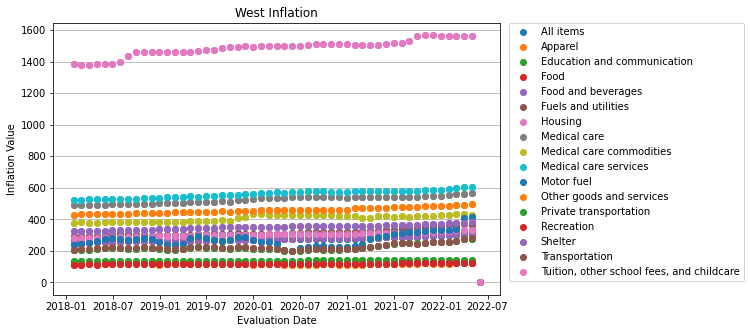 West Inflation
1600
1400
1200
1000
800
600
400
200
0
Inflation Value
2018-01 2018-07 2019-01 2019-07 2020-01 2020-07 2021-01 2021-07 2022-01 2022-07
Evaluation Date
All items
Apparel
Education and communication
Food
Food and beverages
Fuels and utilities
Housing
Medical care
Medical care commodities
Medical care services
Motor fuel
Other goods and services
Private transportation
Recreation
Shelter
Transportation
Tuition, other school fees, and childcare